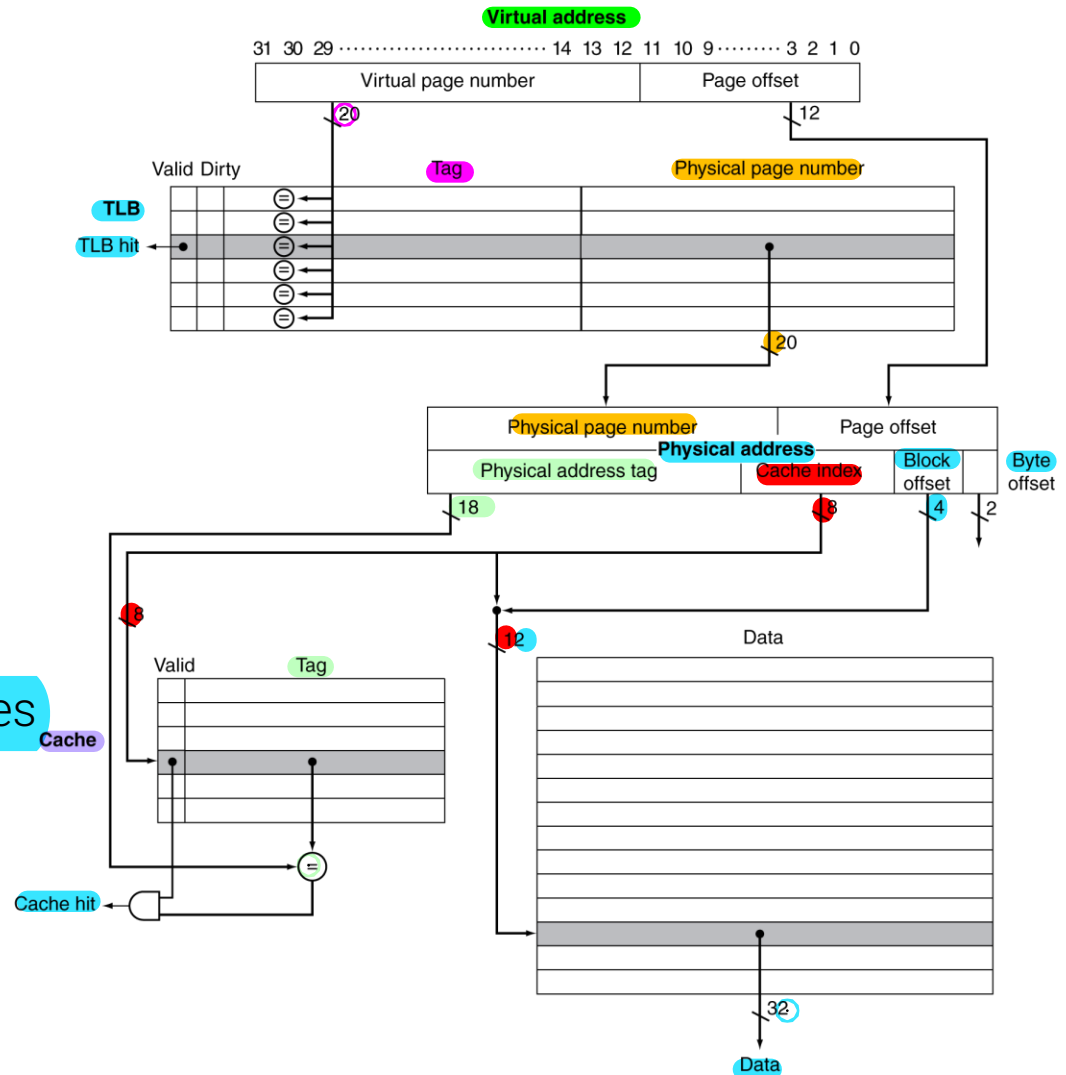 Virtual address
31 30 29 ·························· 14 13 12 11 10 9 ········· 3 2 1 0
Virtual page number Page offset
20 12
Valid Dirty Tag Physical page number
TLB
TLB hit
= 
=
=
=
=
=
20
Physical page number Page offset
Physical address
Physical address tag Cache index Block offset Byte offset
18 8 4 2
8
12
Data
Valid Tag
es
Cache
=
Cache hit
32
Data